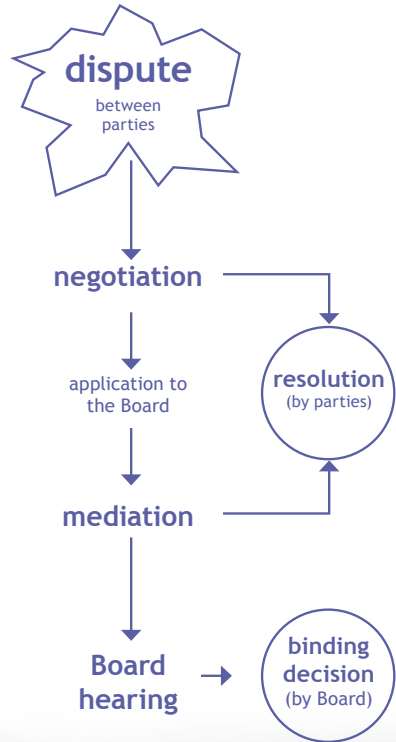 dispute
between
parties
negotiation
application to
the Board
resolution
(by parties)
mediation
Board
hearing
binding
decision
(by Board)